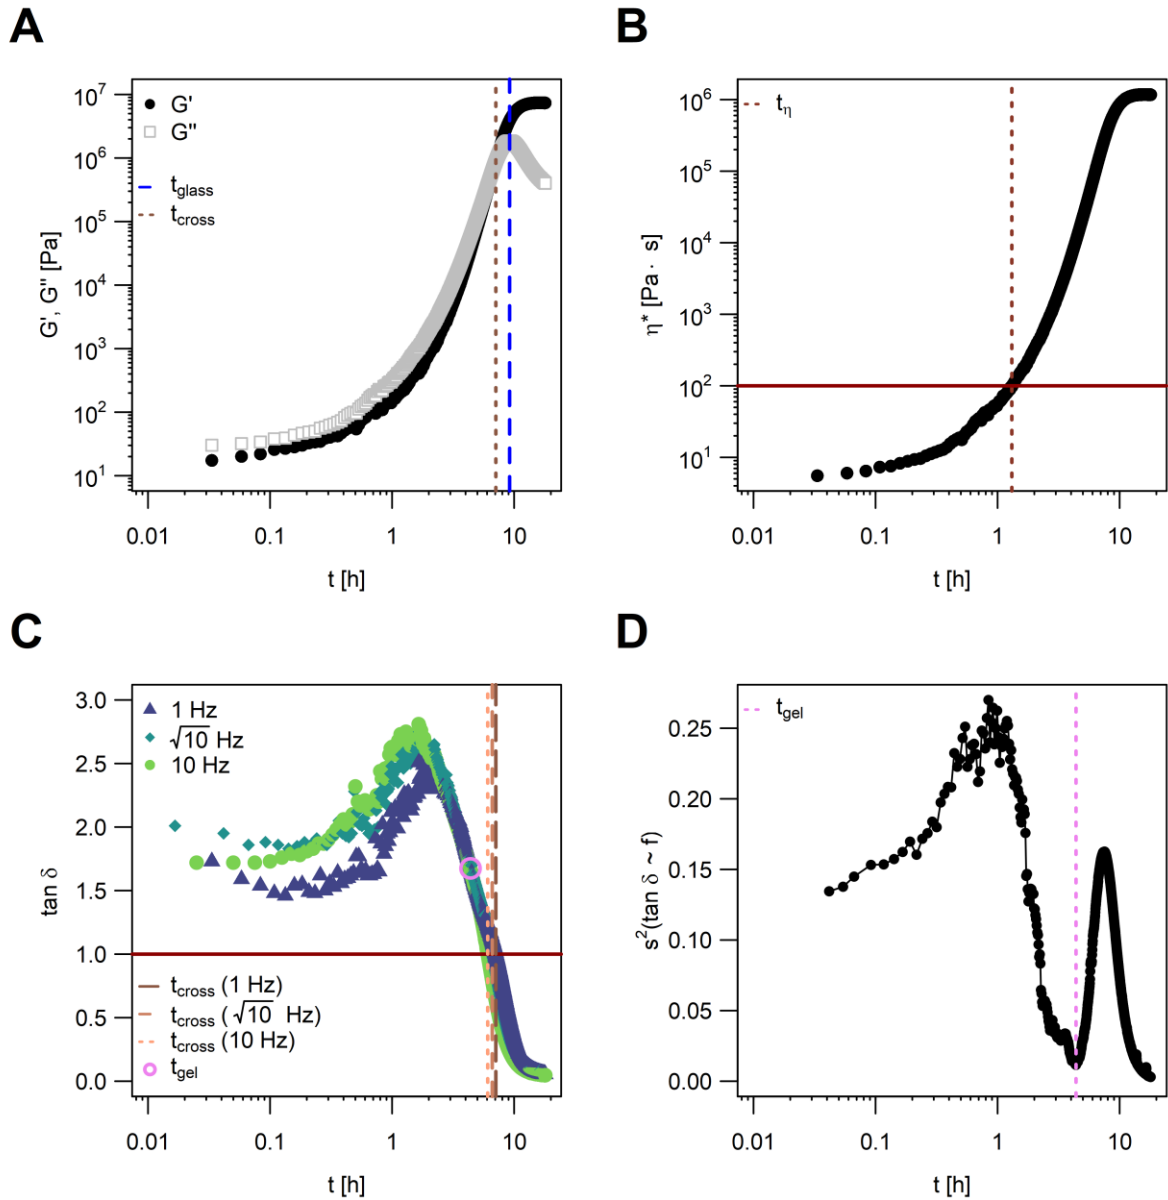 A
G', G'' [Pa]
10⁷
10⁶
10⁵
10⁴
10³
10²
10¹
G'
G''
t_glass
t_cross
0.01 0.1 1 10
t [h]
B
η* [Pa · s]
10⁶
10⁵
10⁴
10³
10²
10¹
t_η
0.01 0.1 1 10
t [h]
C
tan δ
3.0
2.5
2.0
1.5
1.0
0.5
0.0
1 Hz
√10 Hz
10 Hz
t_cross (1 Hz)
t_cross (√10 Hz)
t_cross (10 Hz)
t_gel
0.01 0.1 1 10
t [h]
D
s²(tan δ ~ f)
0.25
0.20
0.15
0.10
0.05
0.00
t_gel
0.01 0.1 1 10
t [h]